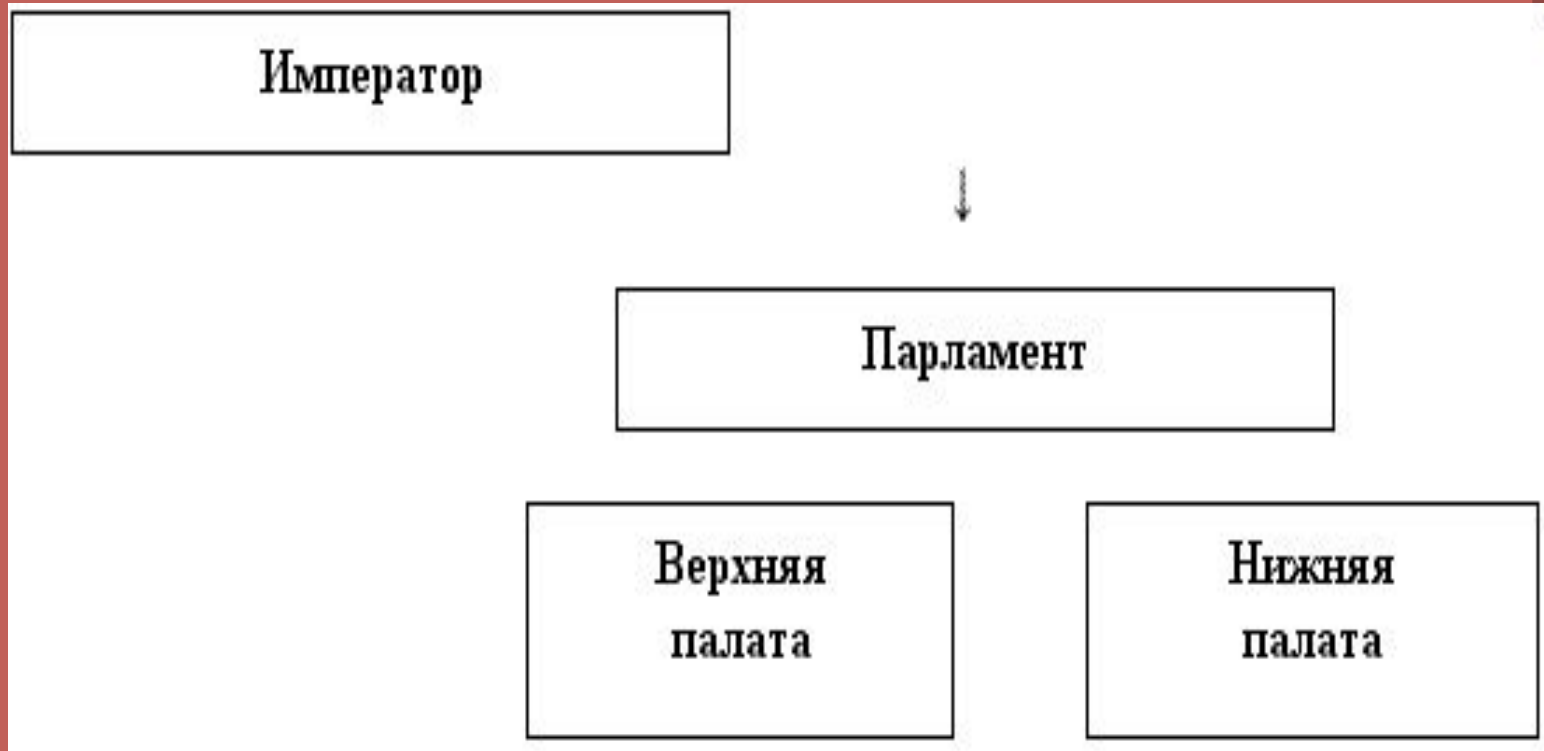 Император
Парламент
Верхняя
палата
Нижняя
палата